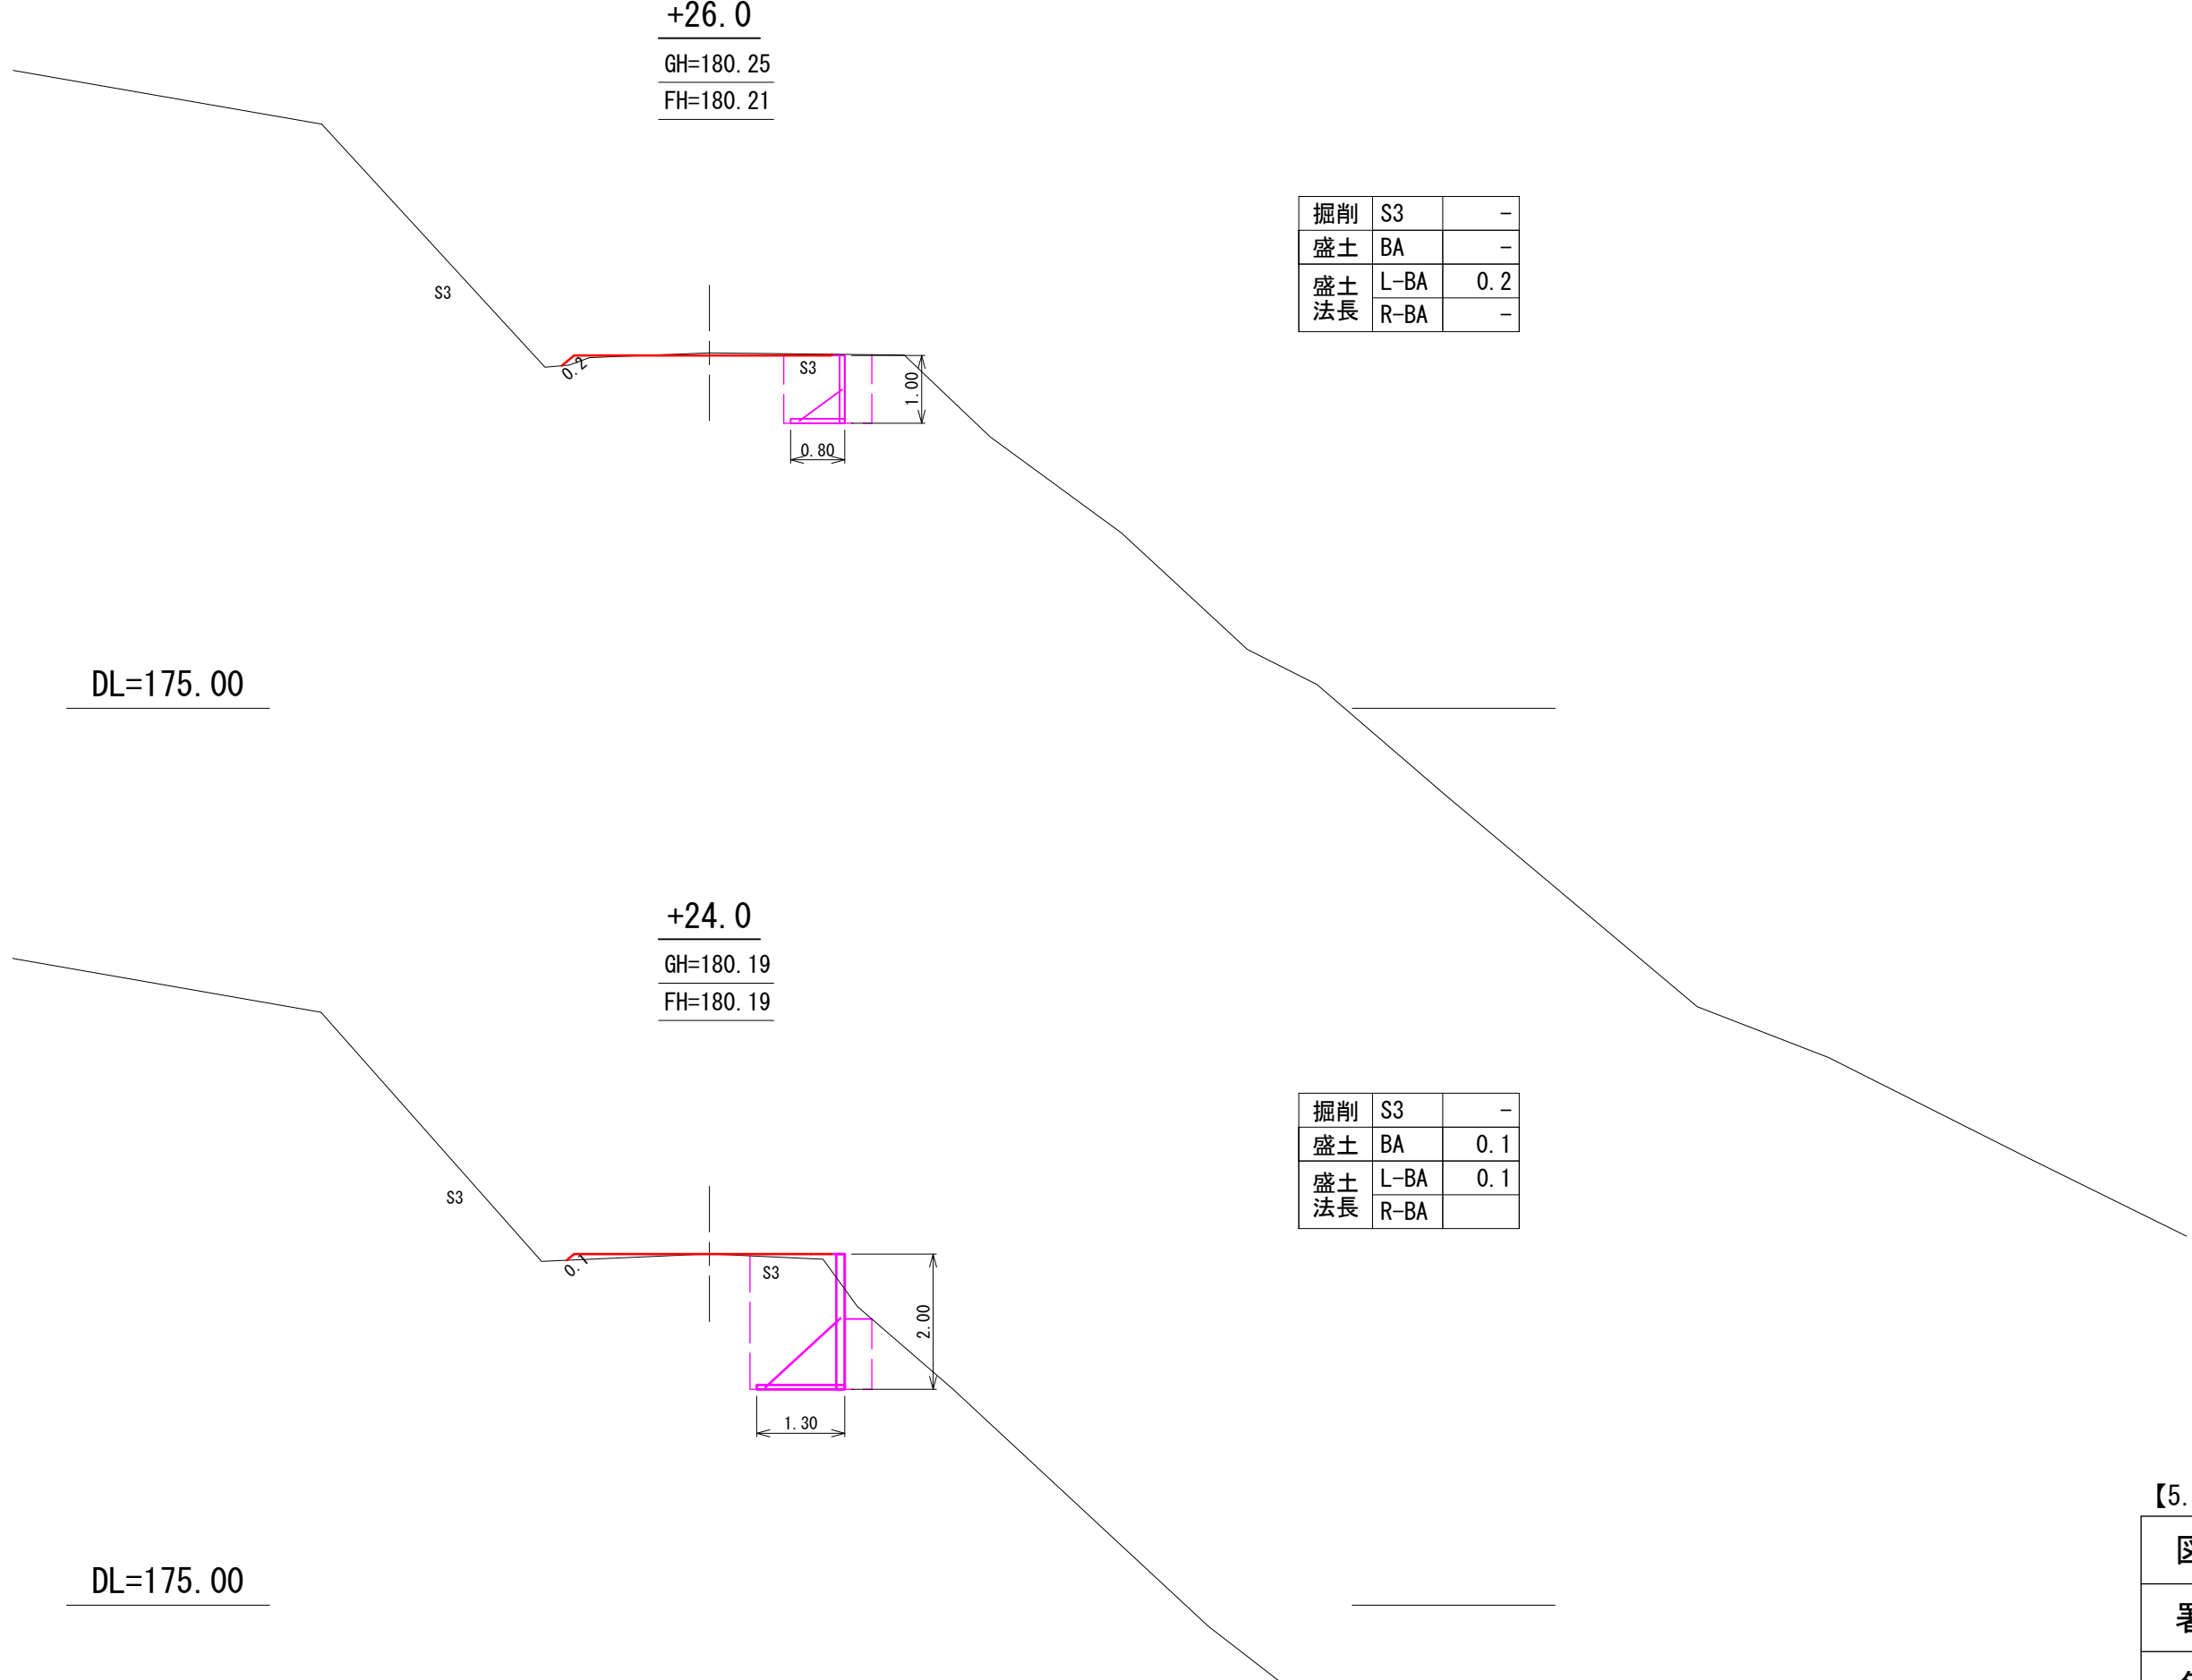 +26.0
GH=180.25
FH=180.21
掘削 S3 -
盛土 BA -
盛土法長 L-BA 0.2
R-BA -
S3
0.2
S3
1.00
0.80
DL=175.00
+24.0
GH=180.19
FH=180.19
掘削 S3 -
盛土 BA 0.1
盛土法長 L-BA 0.1
R-BA
S3
0.1
S3
2.00
1.30
【5.
DL=175.00